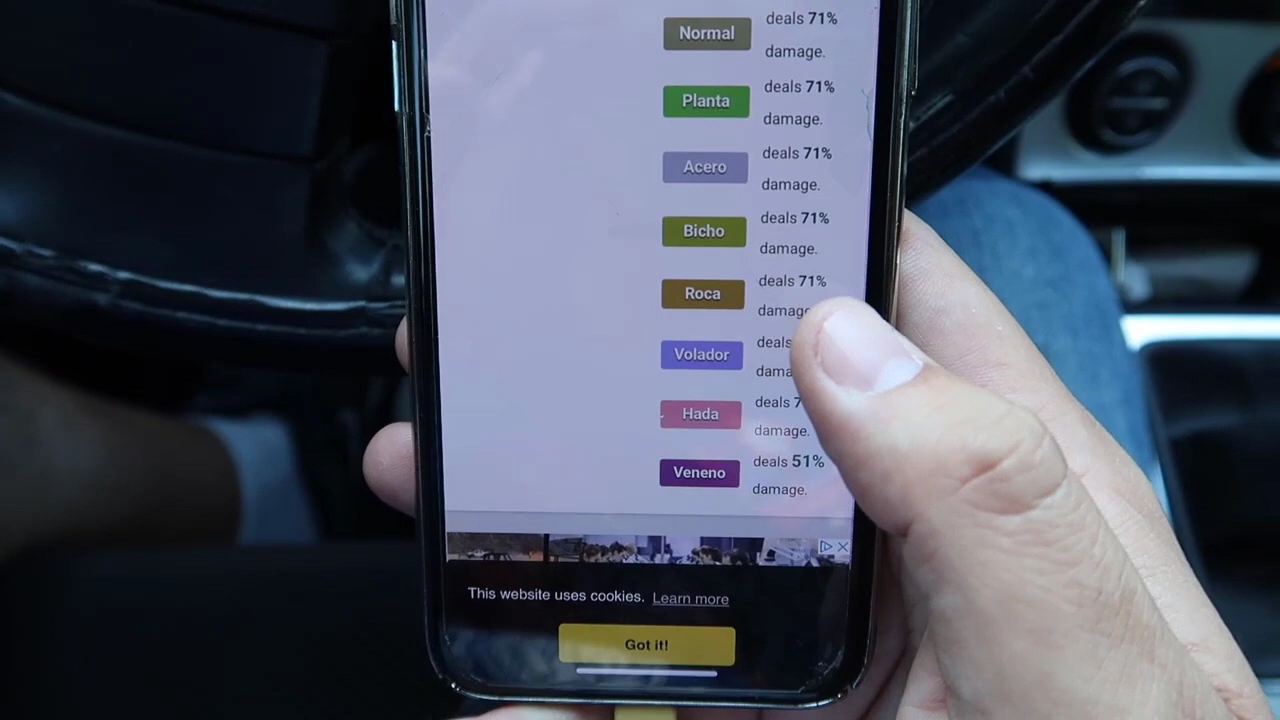 Normal
deals 71%
damage.
Planta
deals 71%
damage.
Acero
deals 71%
damage.
Bicho
deals 71%
damage.
Roca
deals 71%
Volador
deals
Hada
deals 7
damage.
Veneno
deals 51%
damage.
This website uses cookies. Learn more
Got it!